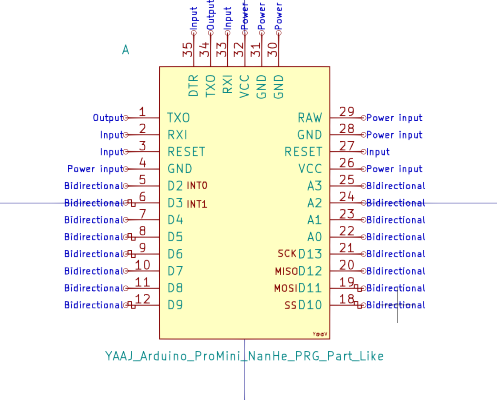 Input Output Input Power Power Power
A
35 34 33 32 31 30
DTR TXO RXI VCC GND GND
Output 1 TXO RAW 29 Power input
Input 2 RXI GND 28 Power input
Input 3 RESET RESET 27 Input
Power input 4 GND VCC 26 Power input
Bidirectional 5 D2 INT0 A3 25 Bidirectional
Bidirectional 6 D3 INT1 A2 24 Bidirectional
Bidirectional 7 D4 A1 23 Bidirectional
Bidirectional 8 D5 A0 22 Bidirectional
Bidirectional 9 D6 SCK D13 21 Bidirectional
Bidirectional 10 D7 MISO D12 20 Bidirectional
Bidirectional 11 D8 MOSI D11 19 Bidirectional
Bidirectional 12 D9 SS D10 18 Bidirectional
YAAJ_Arduino_ProMini_NanHe_PRG_Part_Like